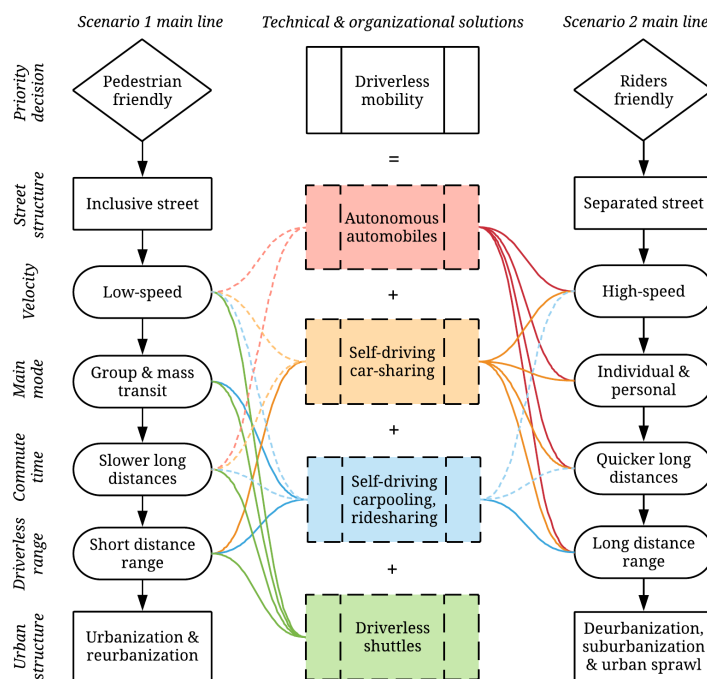 Scenario 1 main line
Technical & organizational solutions
Scenario 2 main line
Priority
decision
Pedestrian
friendly
Driverless
mobility
Riders
friendly
=
Street
structure
Inclusive street
Autonomous
automobiles
Separated street
Velocity
Low-speed
+
High-speed
Main
mode
Group & mass
transit
Self-driving
car-sharing
Individual &
personal
+
Commute
time
Slower long
distances
Self-driving
carpooling,
ridesharing
Quicker long
distances
Driverless
range
Short distance
range
+
Long distance
range
Urban
structure
Urbanization &
reurbanization
Driverless
shuttles
Deurbanization,
suburbanization
& urban sprawl